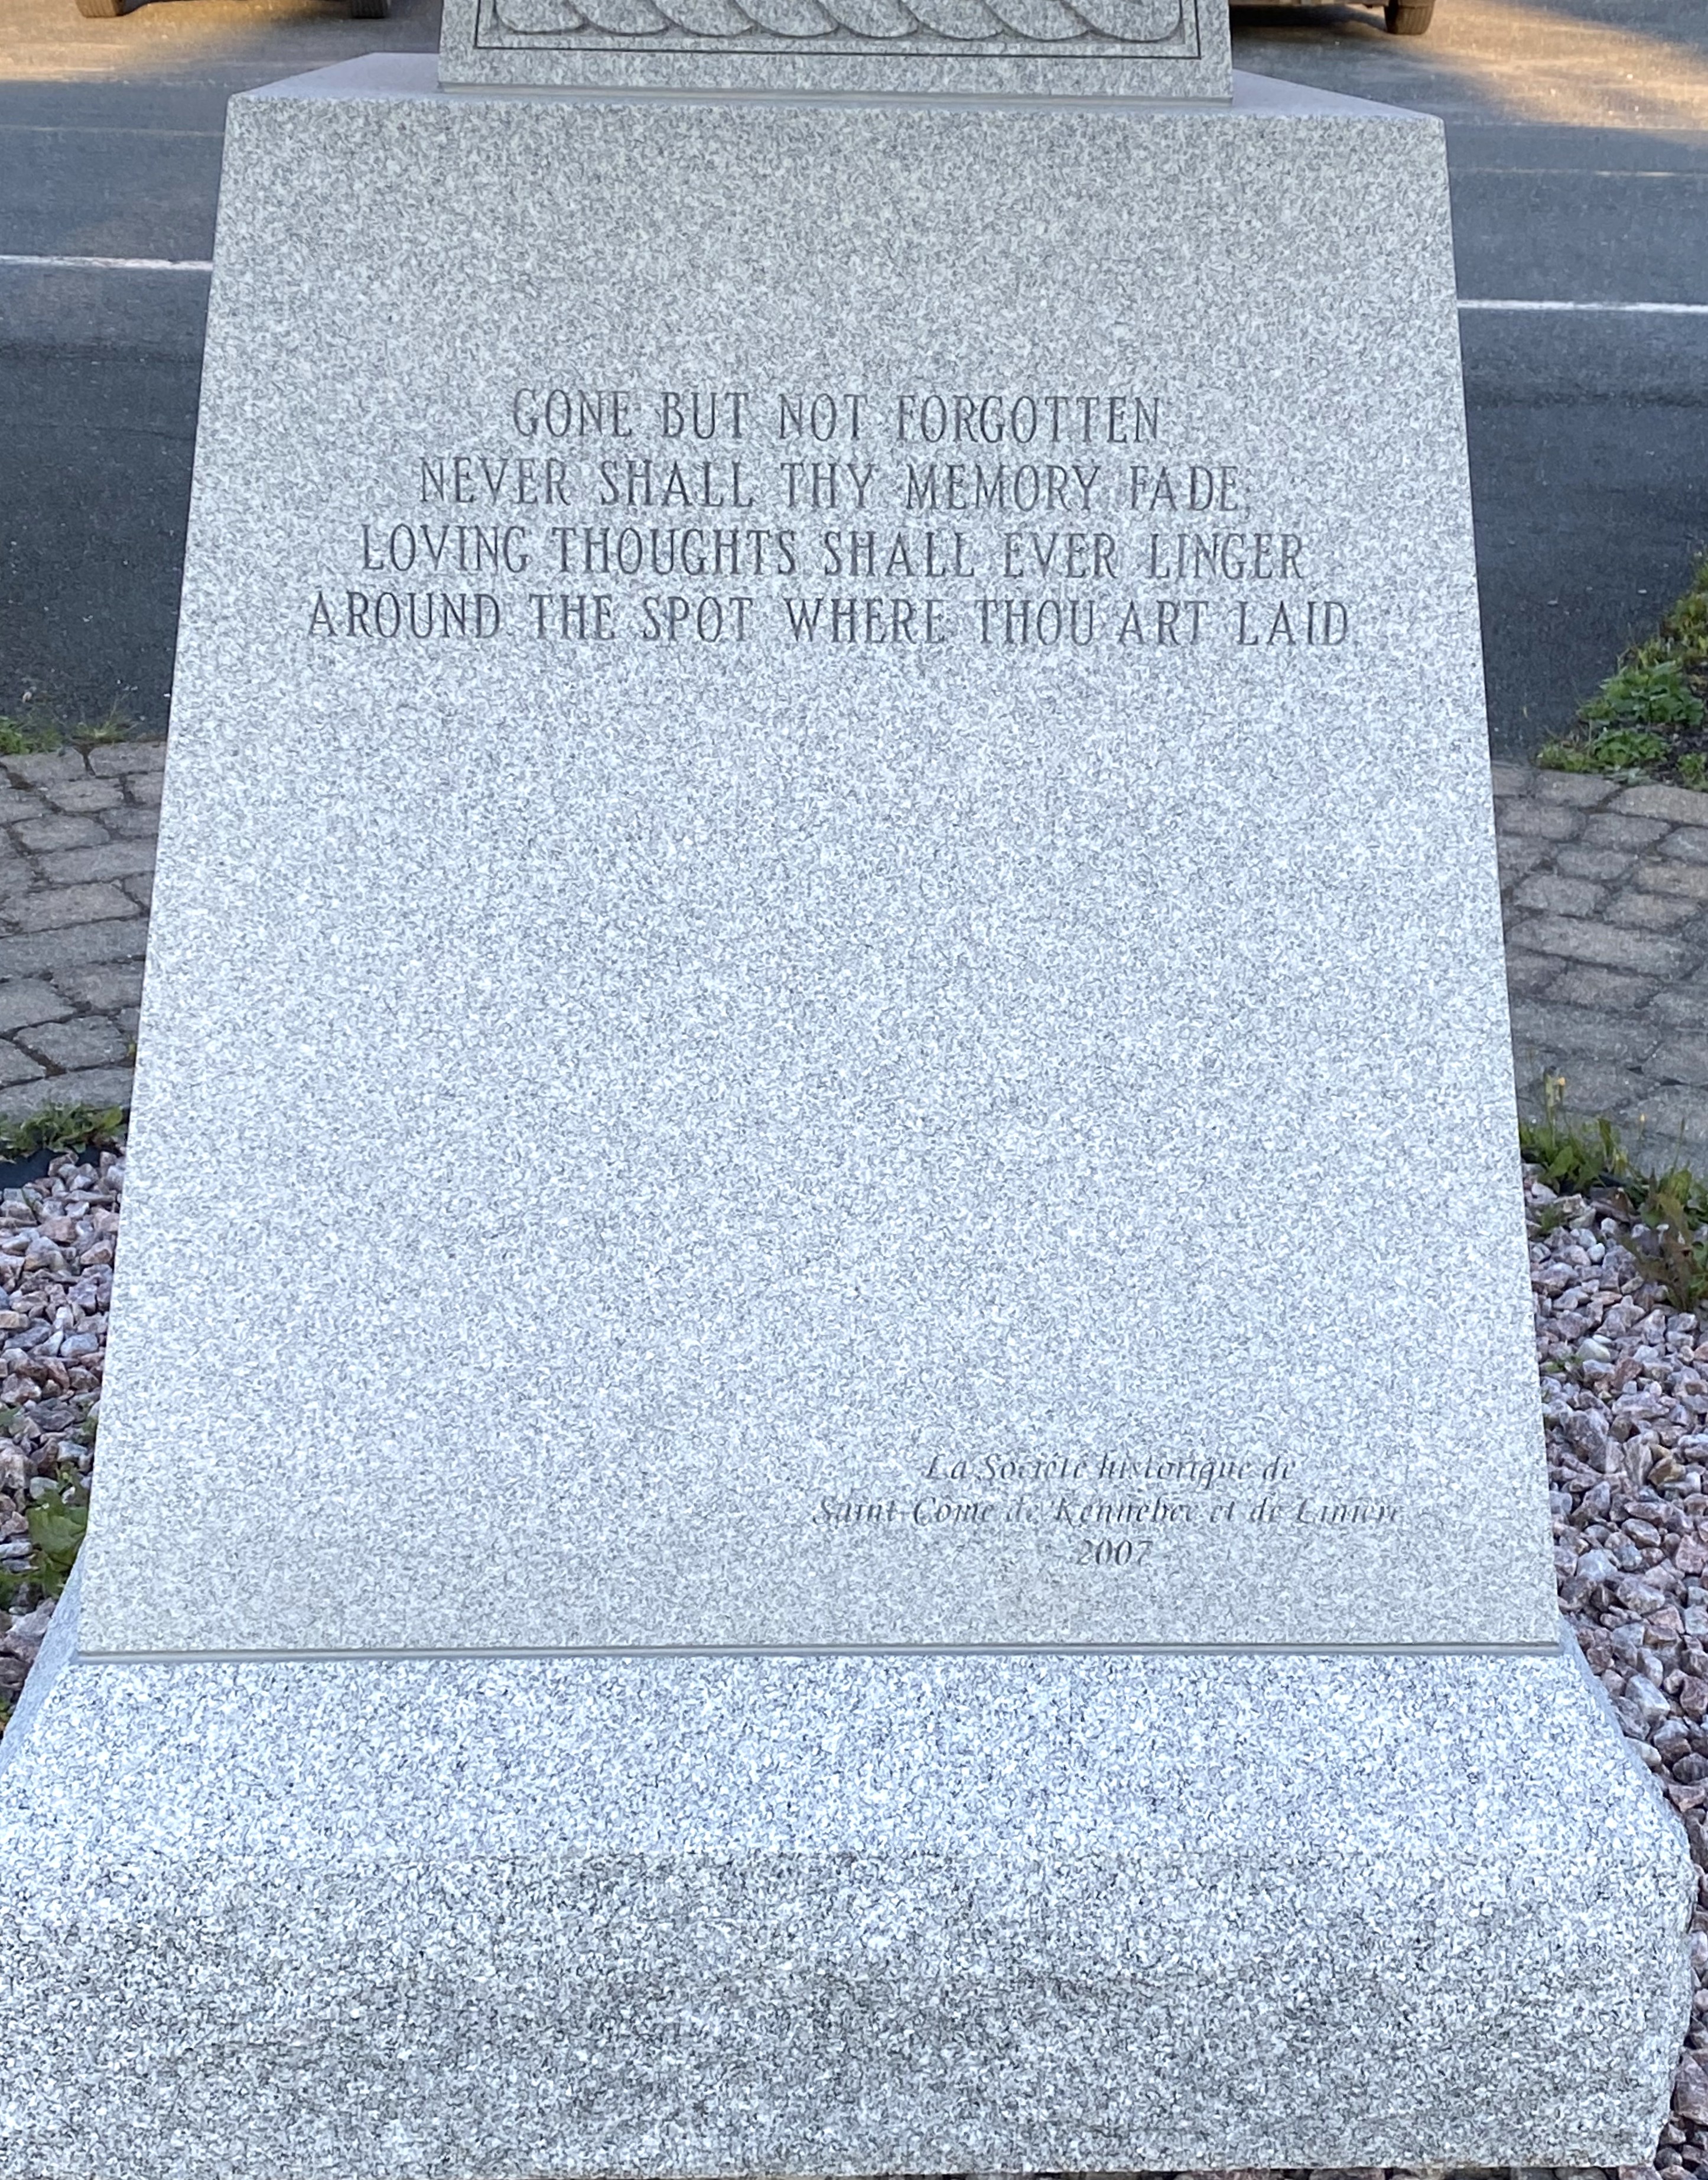 GONE BUT NOT FORGOTTEN
NEVER SHALL THY MEMORY FADE;
LOVING THOUGHTS SHALL EVER LINGER
AROUND THE SPOT WHERE THOU ART LAID
La Société historique de
Saint-Côme de Kennebec et de Linière
2007